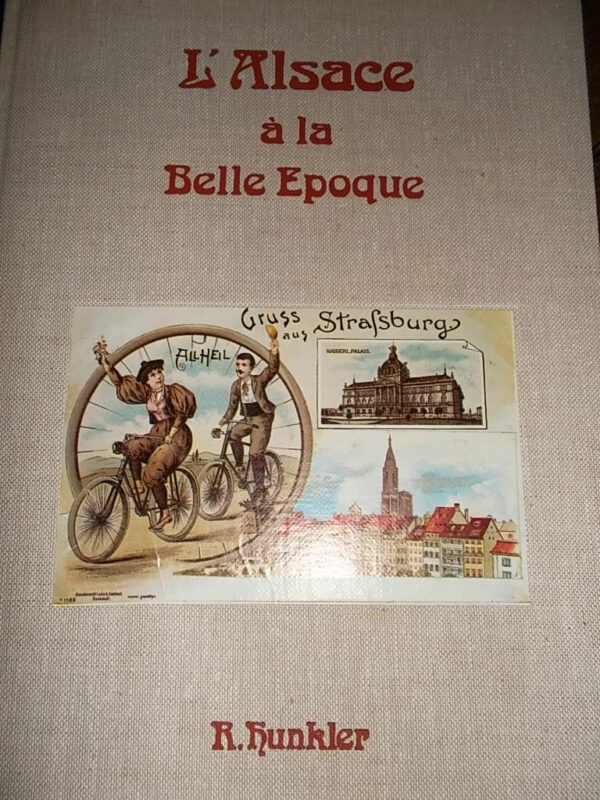 L'Alsace
à la
Belle Epoque
Gruss aus Straſsburg
ALL HEIL
KAISERL. PALAIS.
R. Hunkler